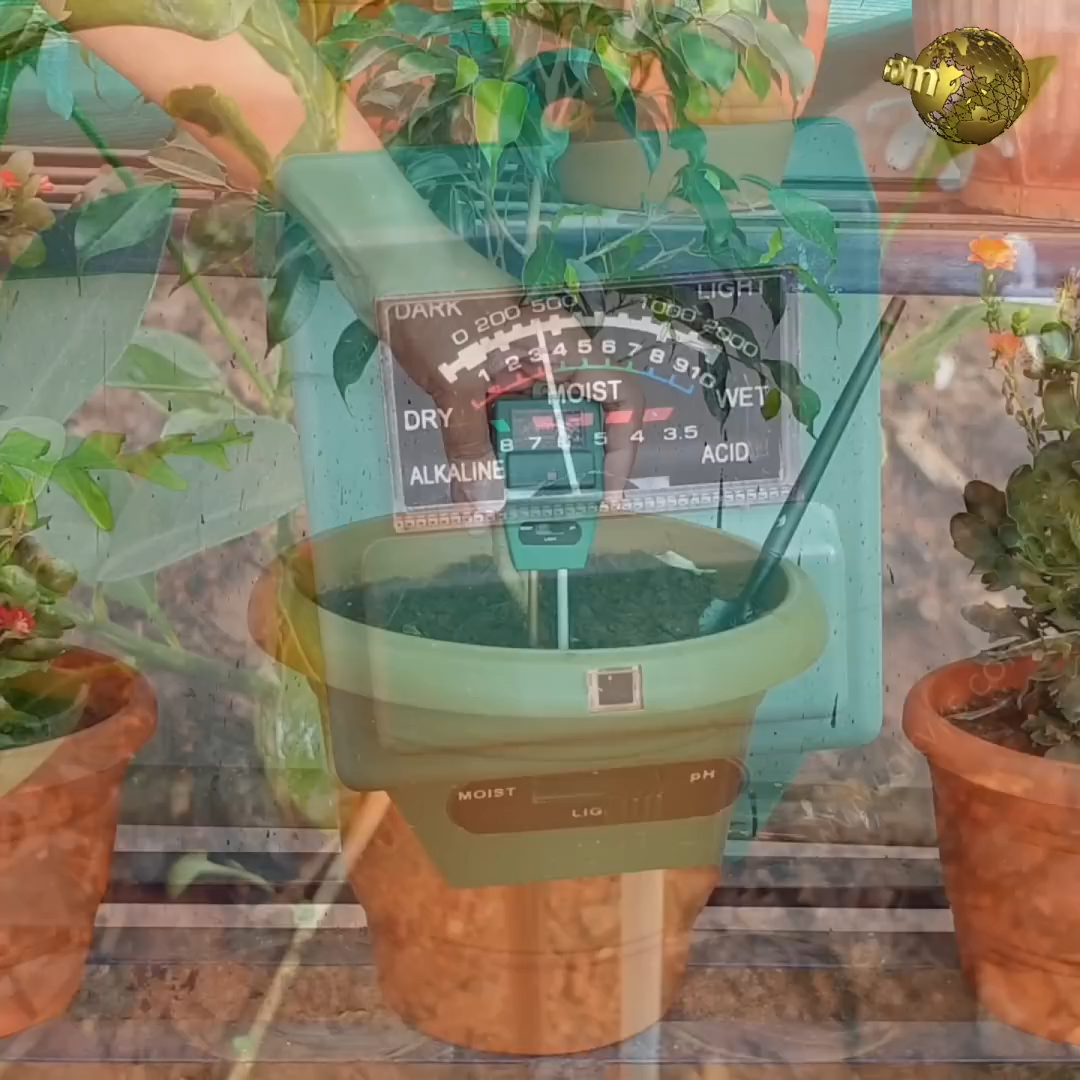 DARK
LIGHT
0 200 500 1000 2000
1 2 3 4 5 6 7 8 9 10
MOIST
DRY
WET
8 7 6 5 4 3.5
ALKALINE
ACID
MOIST
LIG
pH